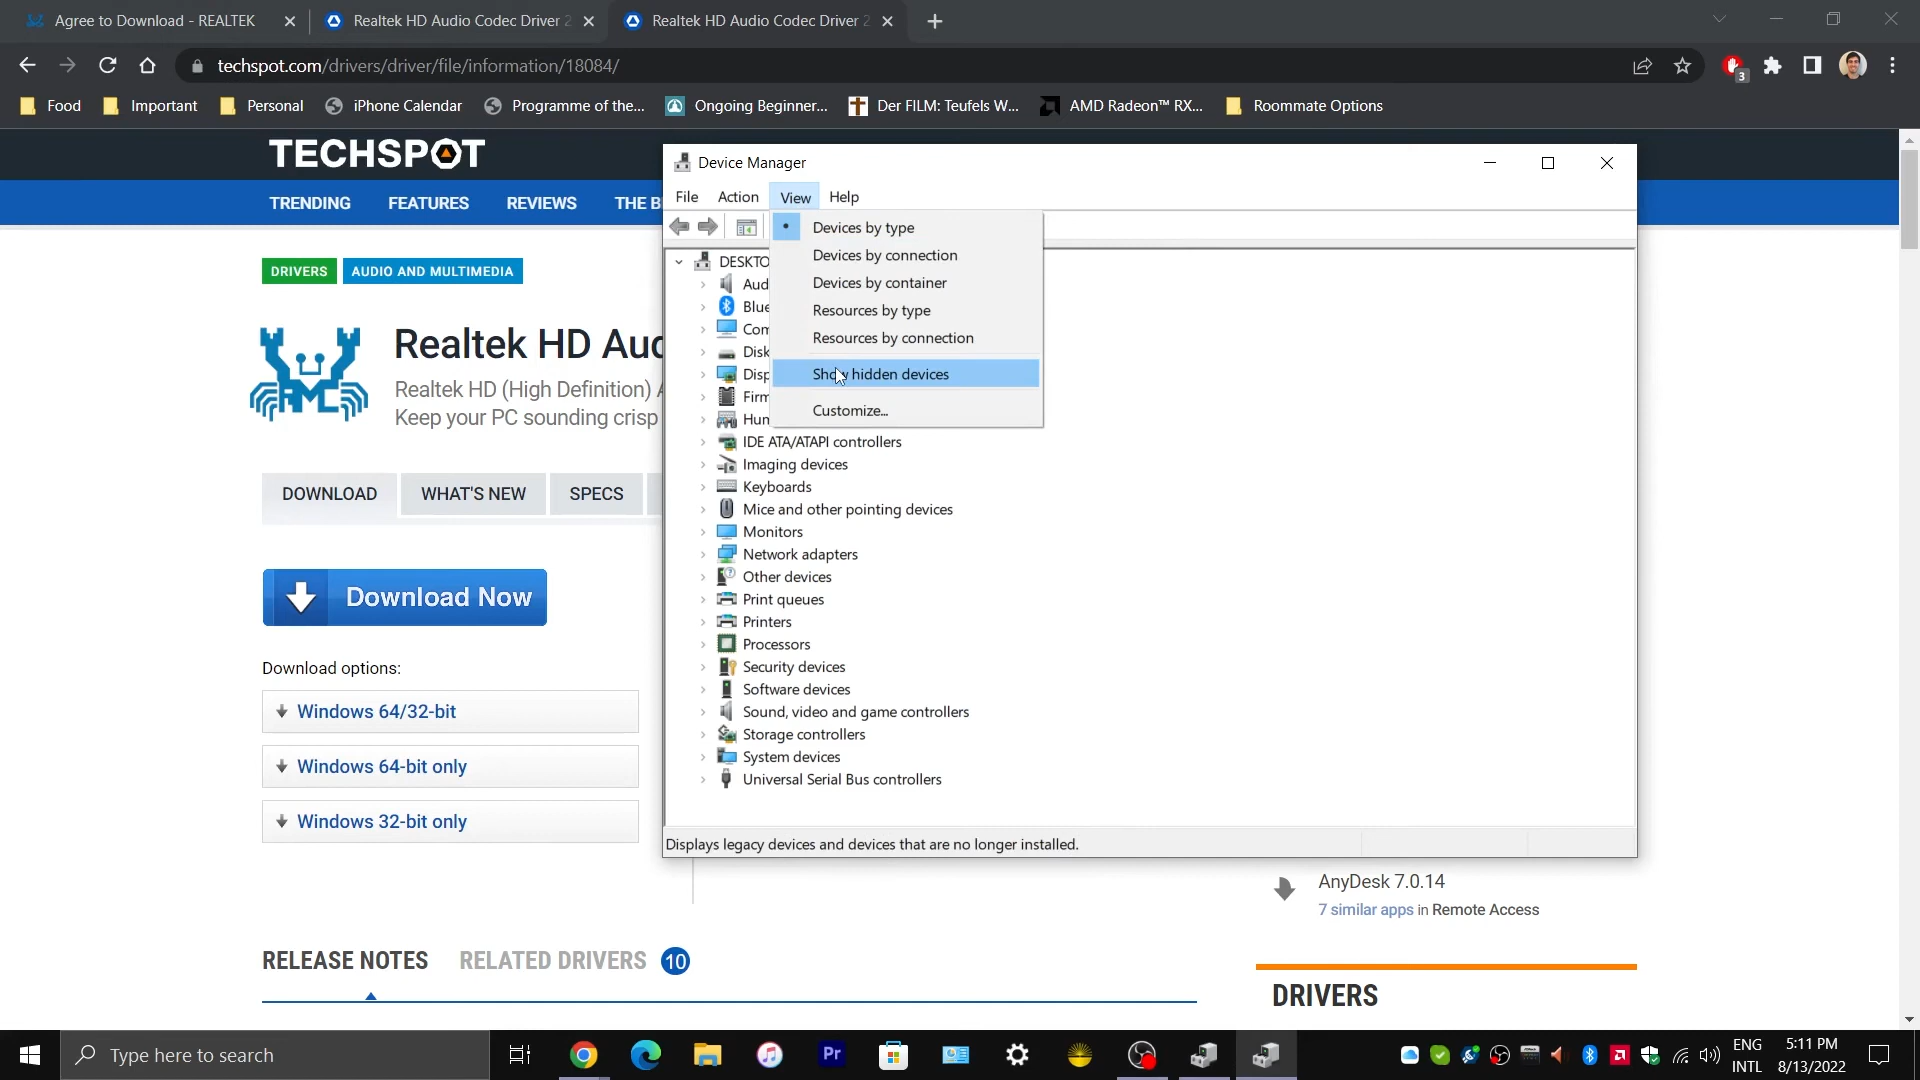 Agree to Download - REALTEK
Realtek HD Audio Codec Driver 2
Realtek HD Audio Codec Driver 2
techspot.com/drivers/driver/file/information/18084/
3
Food
Important
Personal
iPhone Calendar
Programme of the...
Ongoing Beginner...
Der FILM: Teufels W...
AMD Radeon™ RX...
Roommate Options
TECHSPOT
TRENDING
FEATURES
REVIEWS
THE B
DRIVERS
AUDIO AND MULTIMEDIA
Realtek HD Aud
Realtek HD (High Definition) A
Keep your PC sounding crisp
DOWNLOAD
WHAT'S NEW
SPECS
Download Now
Download options:
Windows 64/32-bit
Windows 64-bit only
Windows 32-bit only
RELEASE NOTES
RELATED DRIVERS 10
Device Manager
File
Action
View
Help
Devices by type
Devices by connection
Devices by container
Resources by type
Resources by connection
Show hidden devices
Customize...
DESKTO
Aud
Blue
Com
Disk
Disp
Firm
Hum
IDE ATA/ATAPI controllers
Imaging devices
Keyboards
Mice and other pointing devices
Monitors
Network adapters
Other devices
Print queues
Printers
Processors
Security devices
Software devices
Sound, video and game controllers
Storage controllers
System devices
Universal Serial Bus controllers
Displays legacy devices and devices that are no longer installed.
AnyDesk 7.0.14
7 similar apps in Remote Access
DRIVERS
Type here to search
Pr
ENG
INTL
5:11 PM
8/13/2022